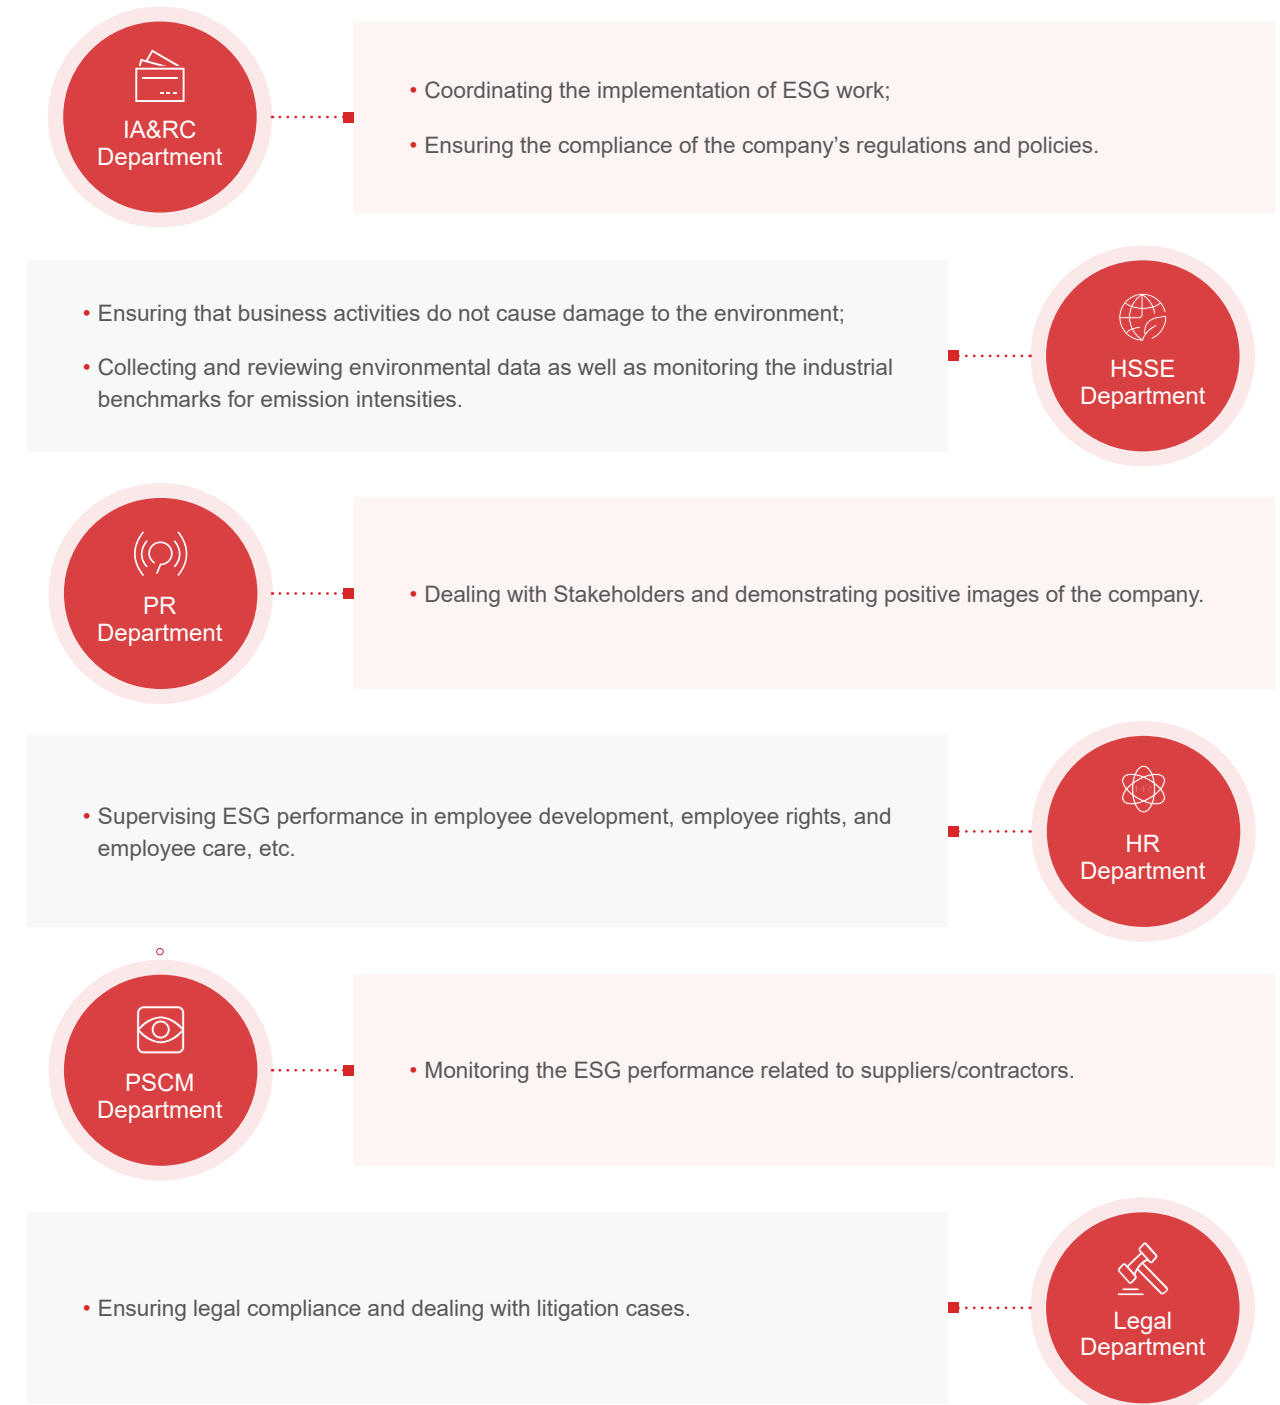 IA&RC
Department
• Coordinating the implementation of ESG work;
• Ensuring the compliance of the company’s regulations and policies.
• Ensuring that business activities do not cause damage to the environment;
• Collecting and reviewing environmental data as well as monitoring the industrial
benchmarks for emission intensities.
HSSE
Department
PR
Department
• Dealing with Stakeholders and demonstrating positive images of the company.
• Supervising ESG performance in employee development, employee rights, and
employee care, etc.
HR
Department
PSCM
Department
• Monitoring the ESG performance related to suppliers/contractors.
• Ensuring legal compliance and dealing with litigation cases.
Legal
Department